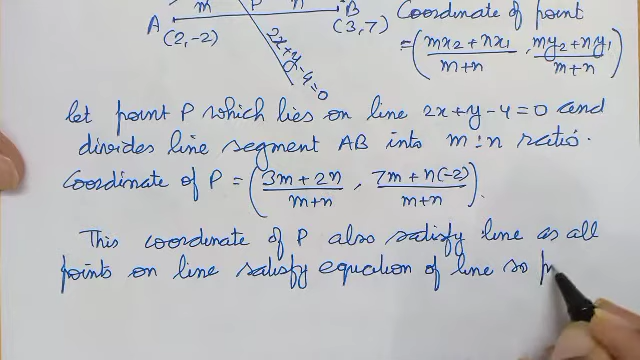 m P n
A B
(2,-2) (3,7)
2x+y-4=0
Coordinate of point
= (mx₂+nx₁/m+n , my₂+ny₁/m+n)
let point P which lies on line 2x+y-4=0 and
divides line segment AB into m:n ratio.
Coordinate of P = (3m+2n/m+n , 7m+n(-2)/m+n).
This coordinate of P also satisfy line as all
points on line satisfy equation of line so p